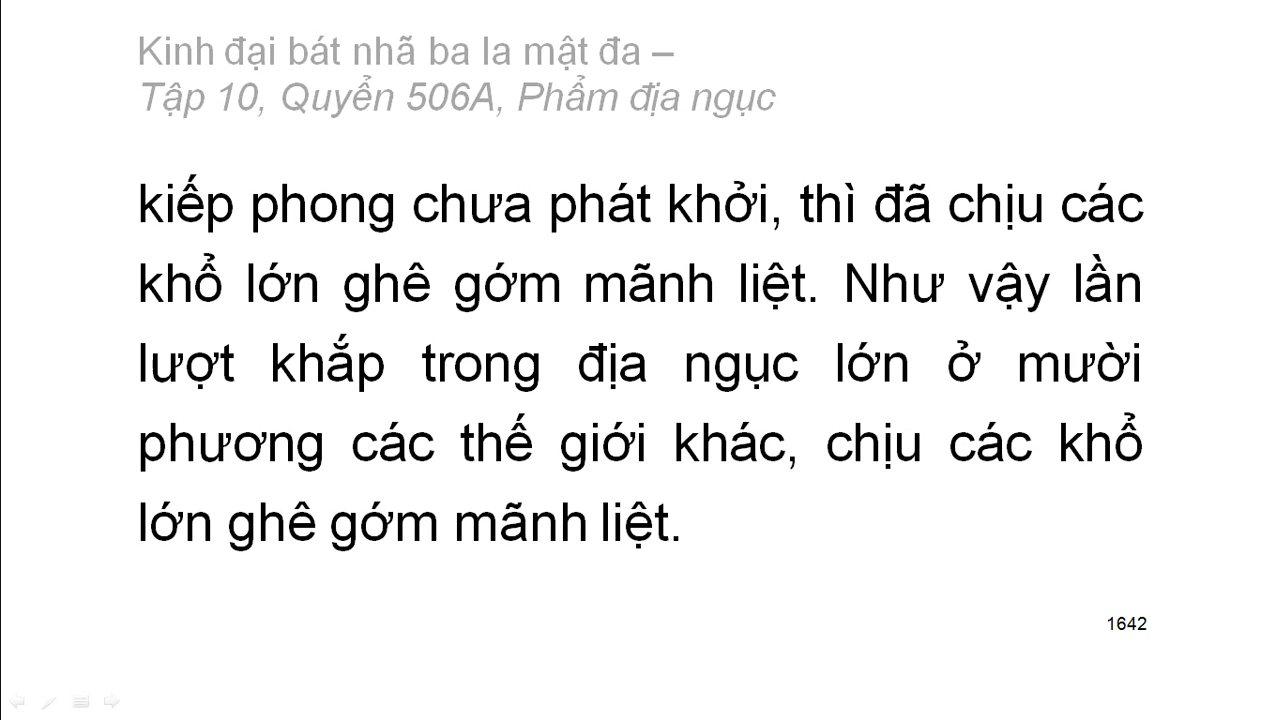 Kinh đại bát nhã ba la mật đa –
Tập 10, Quyển 506A, Phẩm địa ngục
kiếp phong chưa phát khởi, thì đã chịu các
khổ lớn ghê gớm mãnh liệt. Như vậy lần
lượt khắp trong địa ngục lớn ở mười
phương các thế giới khác, chịu các khổ
lớn ghê gớm mãnh liệt.
1642